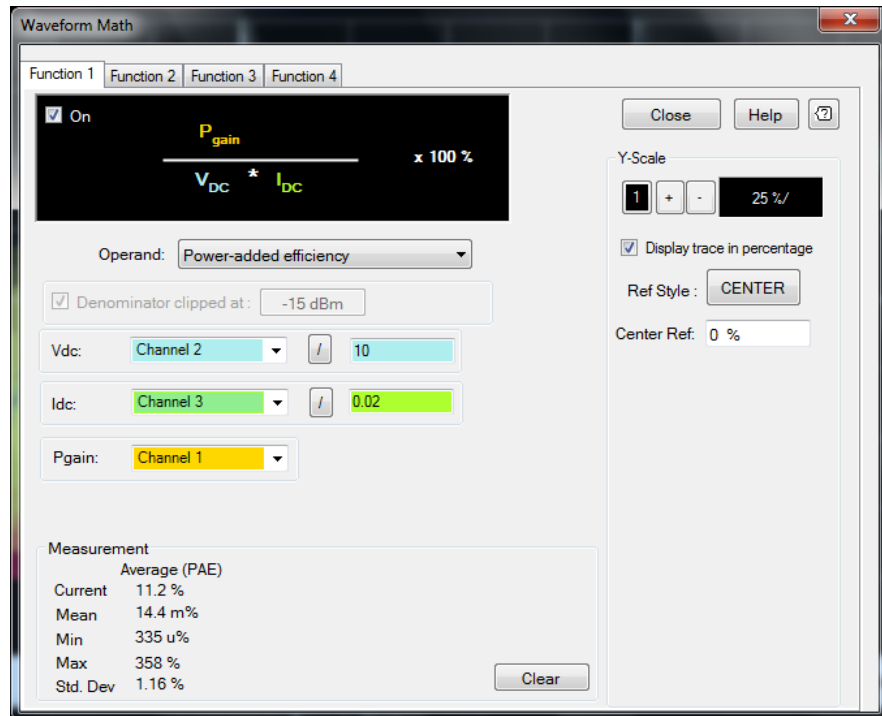 Waveform Math
Function 1 Function 2 Function 3 Function 4
On
Pgain
VDC * IDC
x 100 %
Operand: Power-added efficiency
Denominator clipped at : -15 dBm
Vdc: Channel 2 / 10
Idc: Channel 3 / 0.02
Pgain: Channel 1
Measurement
Average (PAE)
Current 11.2 %
Mean 14.4 m%
Min 335 u%
Max 358 %
Std. Dev 1.16 %
Clear
Close Help ?
Y-Scale
1 + - 25 %/
Display trace in percentage
Ref Style : CENTER
Center Ref: 0 %